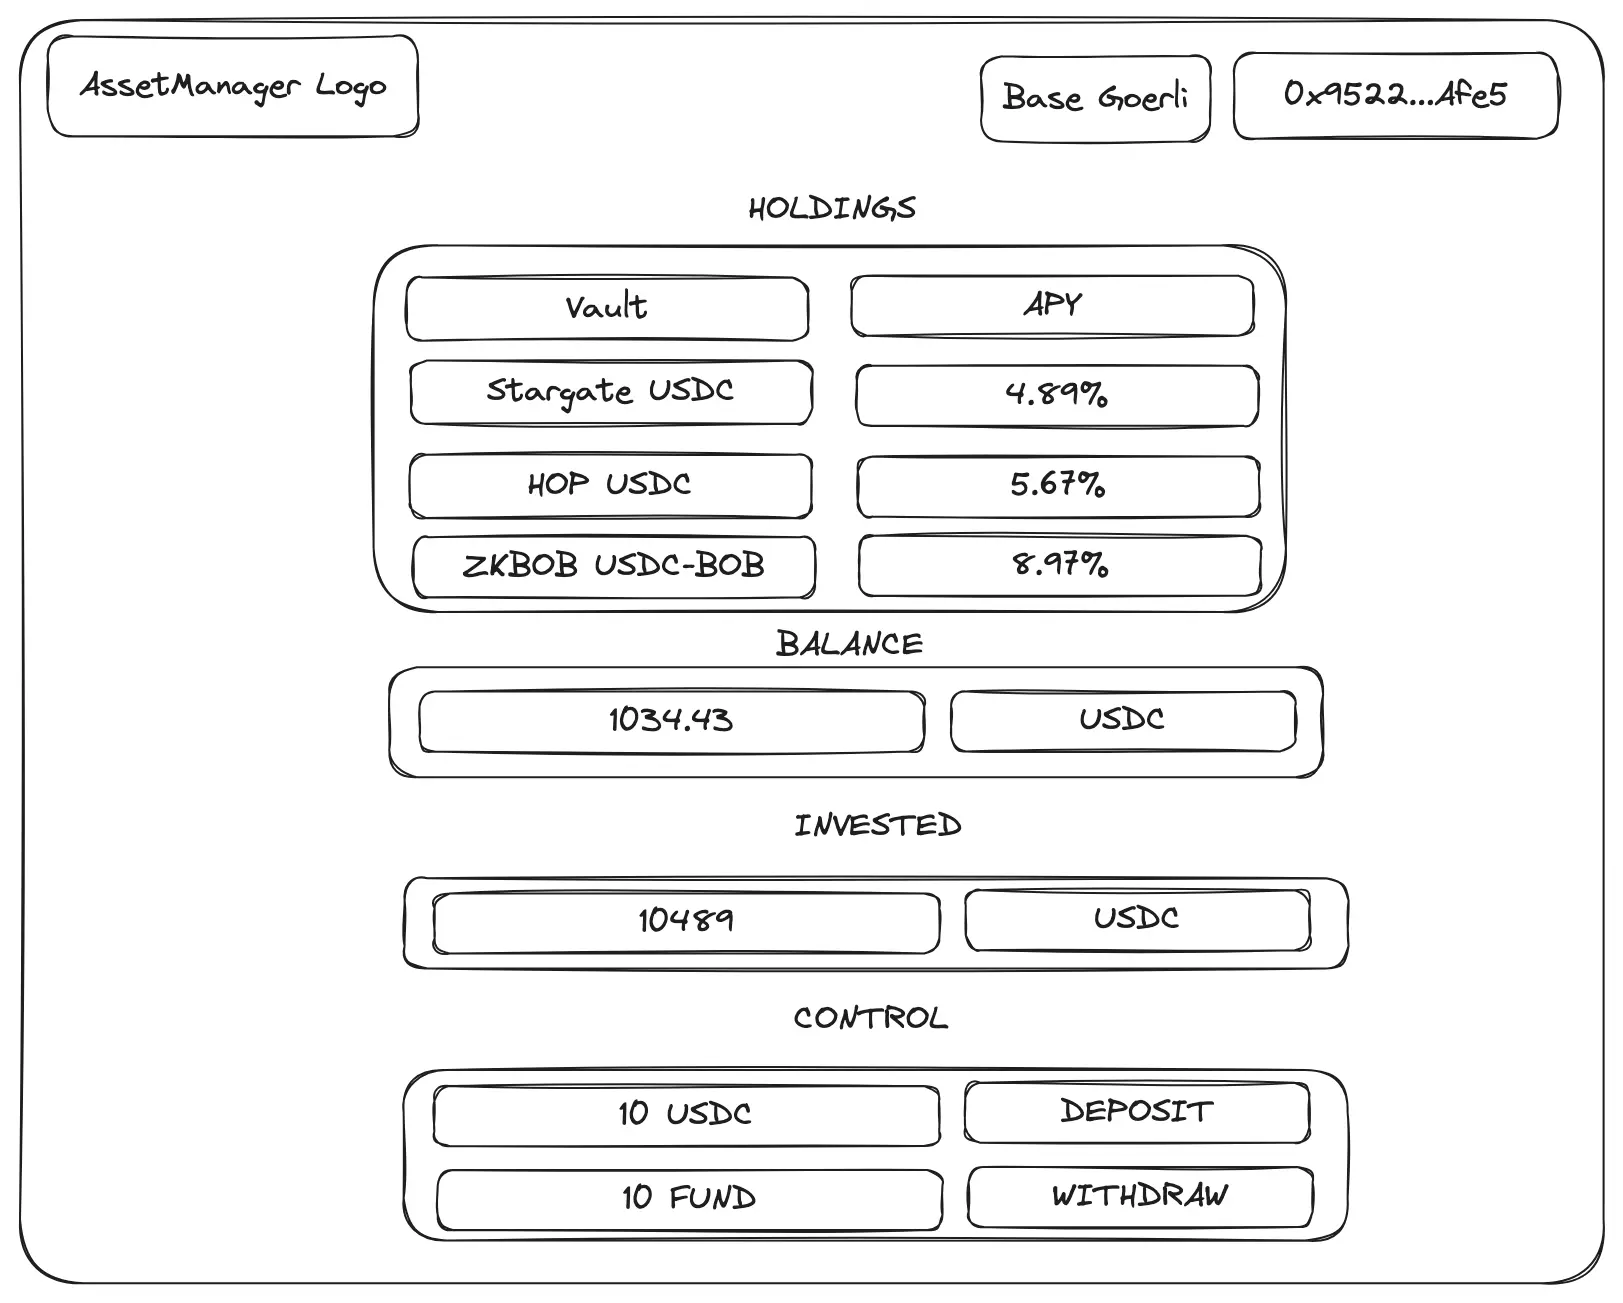 AssetManager Logo
Base Goerli
0x9522...Afe5
HOLDINGS
Vault
APY
Stargate USDC
4.89%
HOP USDC
5.67%
ZKBOB USDC-BOB
8.97%
BALANCE
1034.43
USDC
INVESTED
10489
USDC
CONTROL
10 USDC
DEPOSIT
10 FUND
WITHDRAW